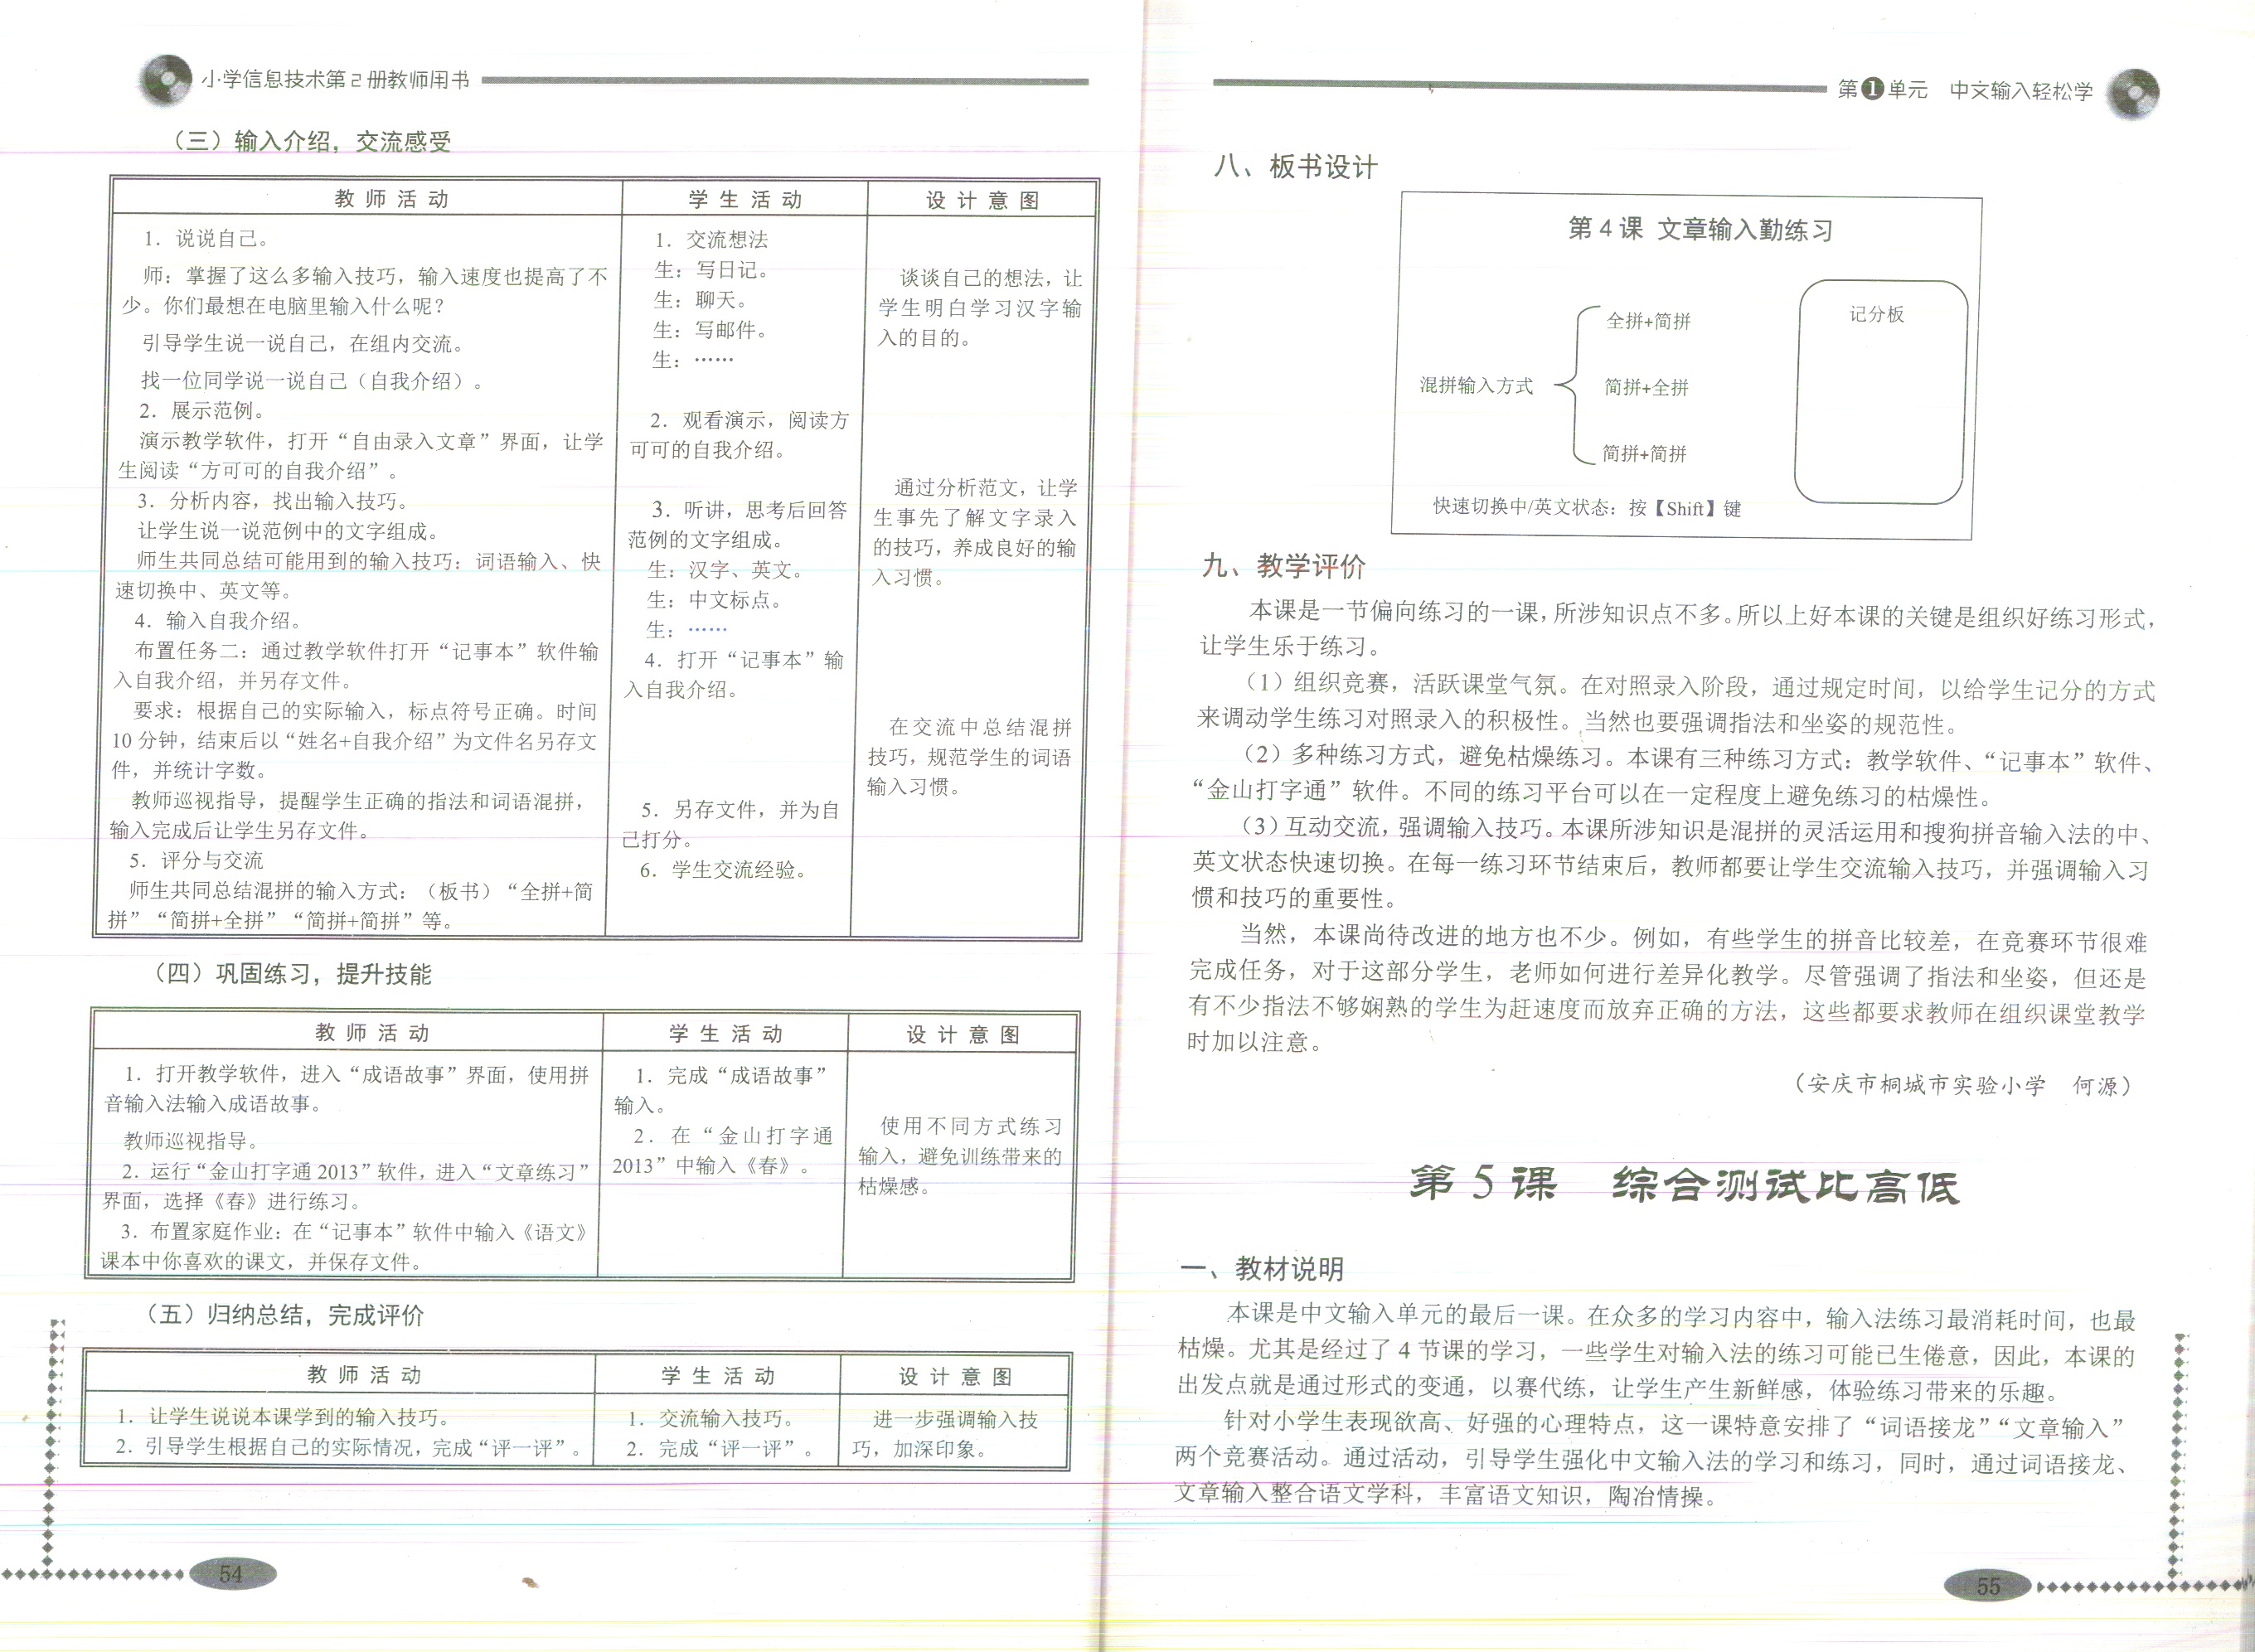 小学信息技术第2册教师用书
（三）输入介绍，交流感受
教师活动
学生活动
设计意图
1．说说自己。
师：掌握了这么多输入技巧，输入速度也提高了不
少。你们最想在电脑里输入什么呢？
引导学生说一说自己，在组内交流。
找一位同学说一说自己（自我介绍）。
2．展示范例。
演示教学软件，打开“自由录入文章”界面，让学
生阅读“方可可的自我介绍”。
3．分析内容，找出输入技巧。
让学生说一说范例中的文字组成。
师生共同总结可能用到的输入技巧：词语输入、快
速切换中、英文等。
4．输入自我介绍。
布置任务二：通过教学软件打开“记事本”软件输
入自我介绍，并另存文件。
要求：根据自己的实际输入，标点符号正确。时间
10分钟，结束后以“姓名+自我介绍”为文件名另存文
件，并统计字数。
教师巡视指导，提醒学生正确的指法和词语混拼，
输入完成后让学生另存文件。
5．评分与交流
师生共同总结混拼的输入方式：（板书）“全拼+简
拼”“简拼+全拼”“简拼+简拼”等。
1．交流想法
生：写日记。
生：聊天。
生：写邮件。
生：……
2．观看演示，阅读方
可可的自我介绍。
3．听讲，思考后回答
范例的文字组成。
生：汉字、英文。
生：中文标点。
生：……
4．打开“记事本”输
入自我介绍。
5．另存文件，并为自
己打分。
6．学生交流经验。
谈谈自己的想法，让
学生明白学习汉字输
入的目的。
通过分析范文，让学
生事先了解文字录入
的技巧，养成良好的输
入习惯。
在交流中总结混拼
技巧，规范学生的词语
输入习惯。
（四）巩固练习，提升技能
教师活动
学生活动
设计意图
1．打开教学软件，进入“成语故事”界面，使用拼
音输入法输入成语故事。
教师巡视指导。
2．运行“金山打字通2013”软件，进入“文章练习”
界面，选择《春》进行练习。
3．布置家庭作业：在“记事本”软件中输入《语文》
课本中你喜欢的课文，并保存文件。
1．完成“成语故事”
输入。
2．在“金山打字通
2013”中输入《春》。
使用不同方式练习
输入，避免训练带来的
枯燥感。
（五）归纳总结，完成评价
教师活动
学生活动
设计意图
1．让学生说说本课学到的输入技巧。
2．引导学生根据自己的实际情况，完成“评一评”。
1．交流输入技巧。
2．完成“评一评”。
进一步强调输入技
巧，加深印象。
54
第1单元 中文输入轻松学
八、板书设计
第4课 文章输入勤练习
混拼输入方式
全拼+简拼
简拼+全拼
简拼+简拼
记分板
快速切换中/英文状态：按【Shift】键
九、教学评价
本课是一节偏向练习的一课，所涉知识点不多。所以上好本课的关键是组织好练习形式，
让学生乐于练习。
（1）组织竞赛，活跃课堂气氛。在对照录入阶段，通过规定时间，以给学生记分的方式
来调动学生练习对照录入的积极性。当然也要强调指法和坐姿的规范性。
（2）多种练习方式，避免枯燥练习。本课有三种练习方式：教学软件、“记事本”软件、
“金山打字通”软件。不同的练习平台可以在一定程度上避免练习的枯燥性。
（3）互动交流，强调输入技巧。本课所涉知识是混拼的灵活运用和搜狗拼音输入法的中、
英文状态快速切换。在每一练习环节结束后，教师都要让学生交流输入技巧，并强调输入习
惯和技巧的重要性。
当然，本课尚待改进的地方也不少。例如，有些学生的拼音比较差，在竞赛环节很难
完成任务，对于这部分学生，老师如何进行差异化教学。尽管强调了指法和坐姿，但还是
有不少指法不够娴熟的学生为赶速度而放弃正确的方法，这些都要求教师在组织课堂教学
时加以注意。
（安庆市桐城市实验小学 何源）
第5课 综合测试比高低
一、教材说明
本课是中文输入单元的最后一课。在众多的学习内容中，输入法练习最消耗时间，也最
枯燥。尤其是经过了4节课的学习，一些学生对输入法的练习可能已生倦意，因此，本课的
出发点就是通过形式的变通，以赛代练，让学生产生新鲜感，体验练习带来的乐趣。
针对小学生表现欲高、好强的心理特点，这一课特意安排了“词语接龙”“文章输入”
两个竞赛活动。通过活动，引导学生强化中文输入法的学习和练习，同时，通过词语接龙、
文章输入整合语文学科，丰富语文知识，陶冶情操。
55